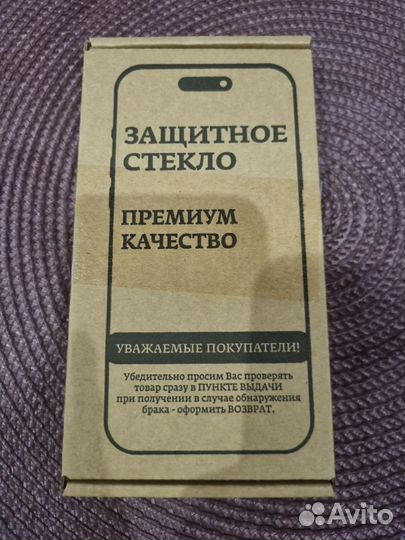 ЗАЩИТНОЕ
СТЕКЛО
ПРЕМИУМ
КАЧЕСТВО
УВАЖАЕМЫЕ ПОКУПАТЕЛИ!
Убедительно просим Вас проверять
товар сразу в ПУНКТЕ ВЫДАЧИ
при получении в случае обнаружения
брака - оформить ВОЗВРАТ.
Avito